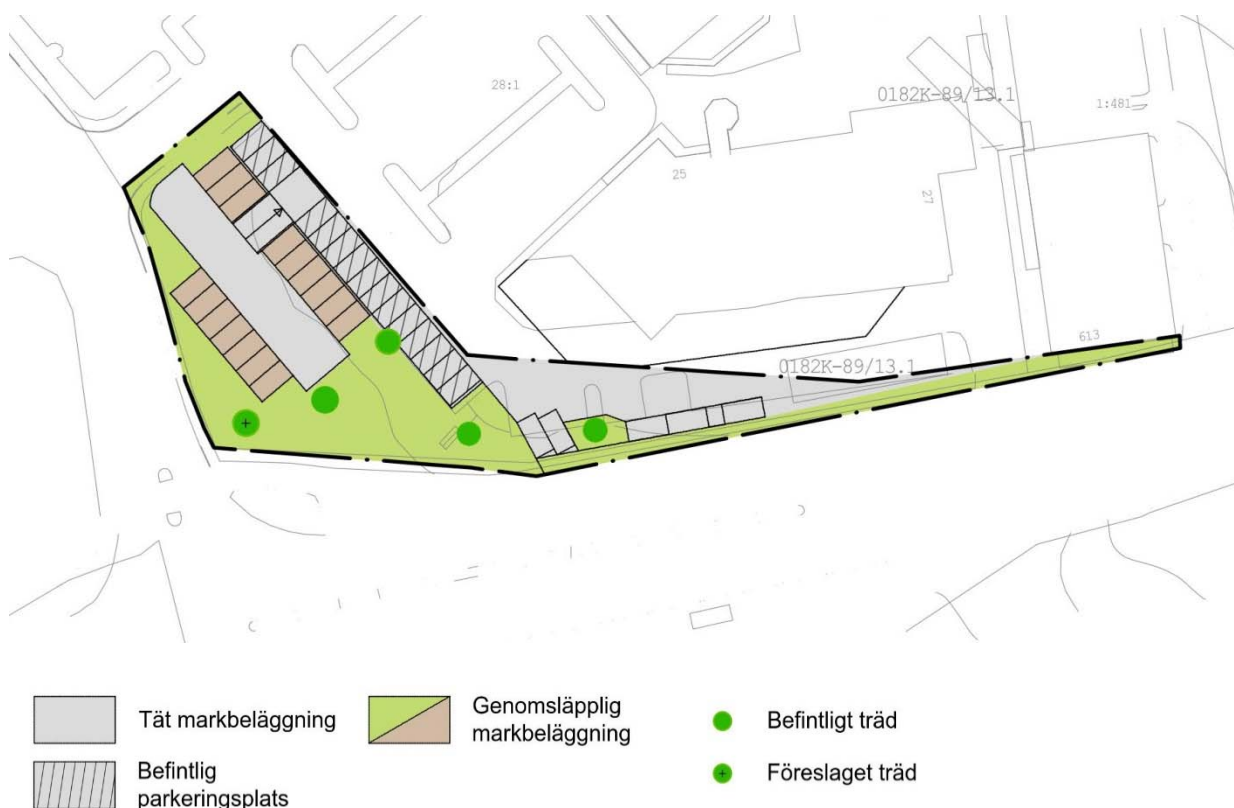 28:1
0182K-89/13.1
1:481
25
27
613
0182K-89/13.1
Tät markbeläggning
Genomsläpplig
markbeläggning
Befintligt träd
Befintlig
parkeringsplats
Föreslaget träd